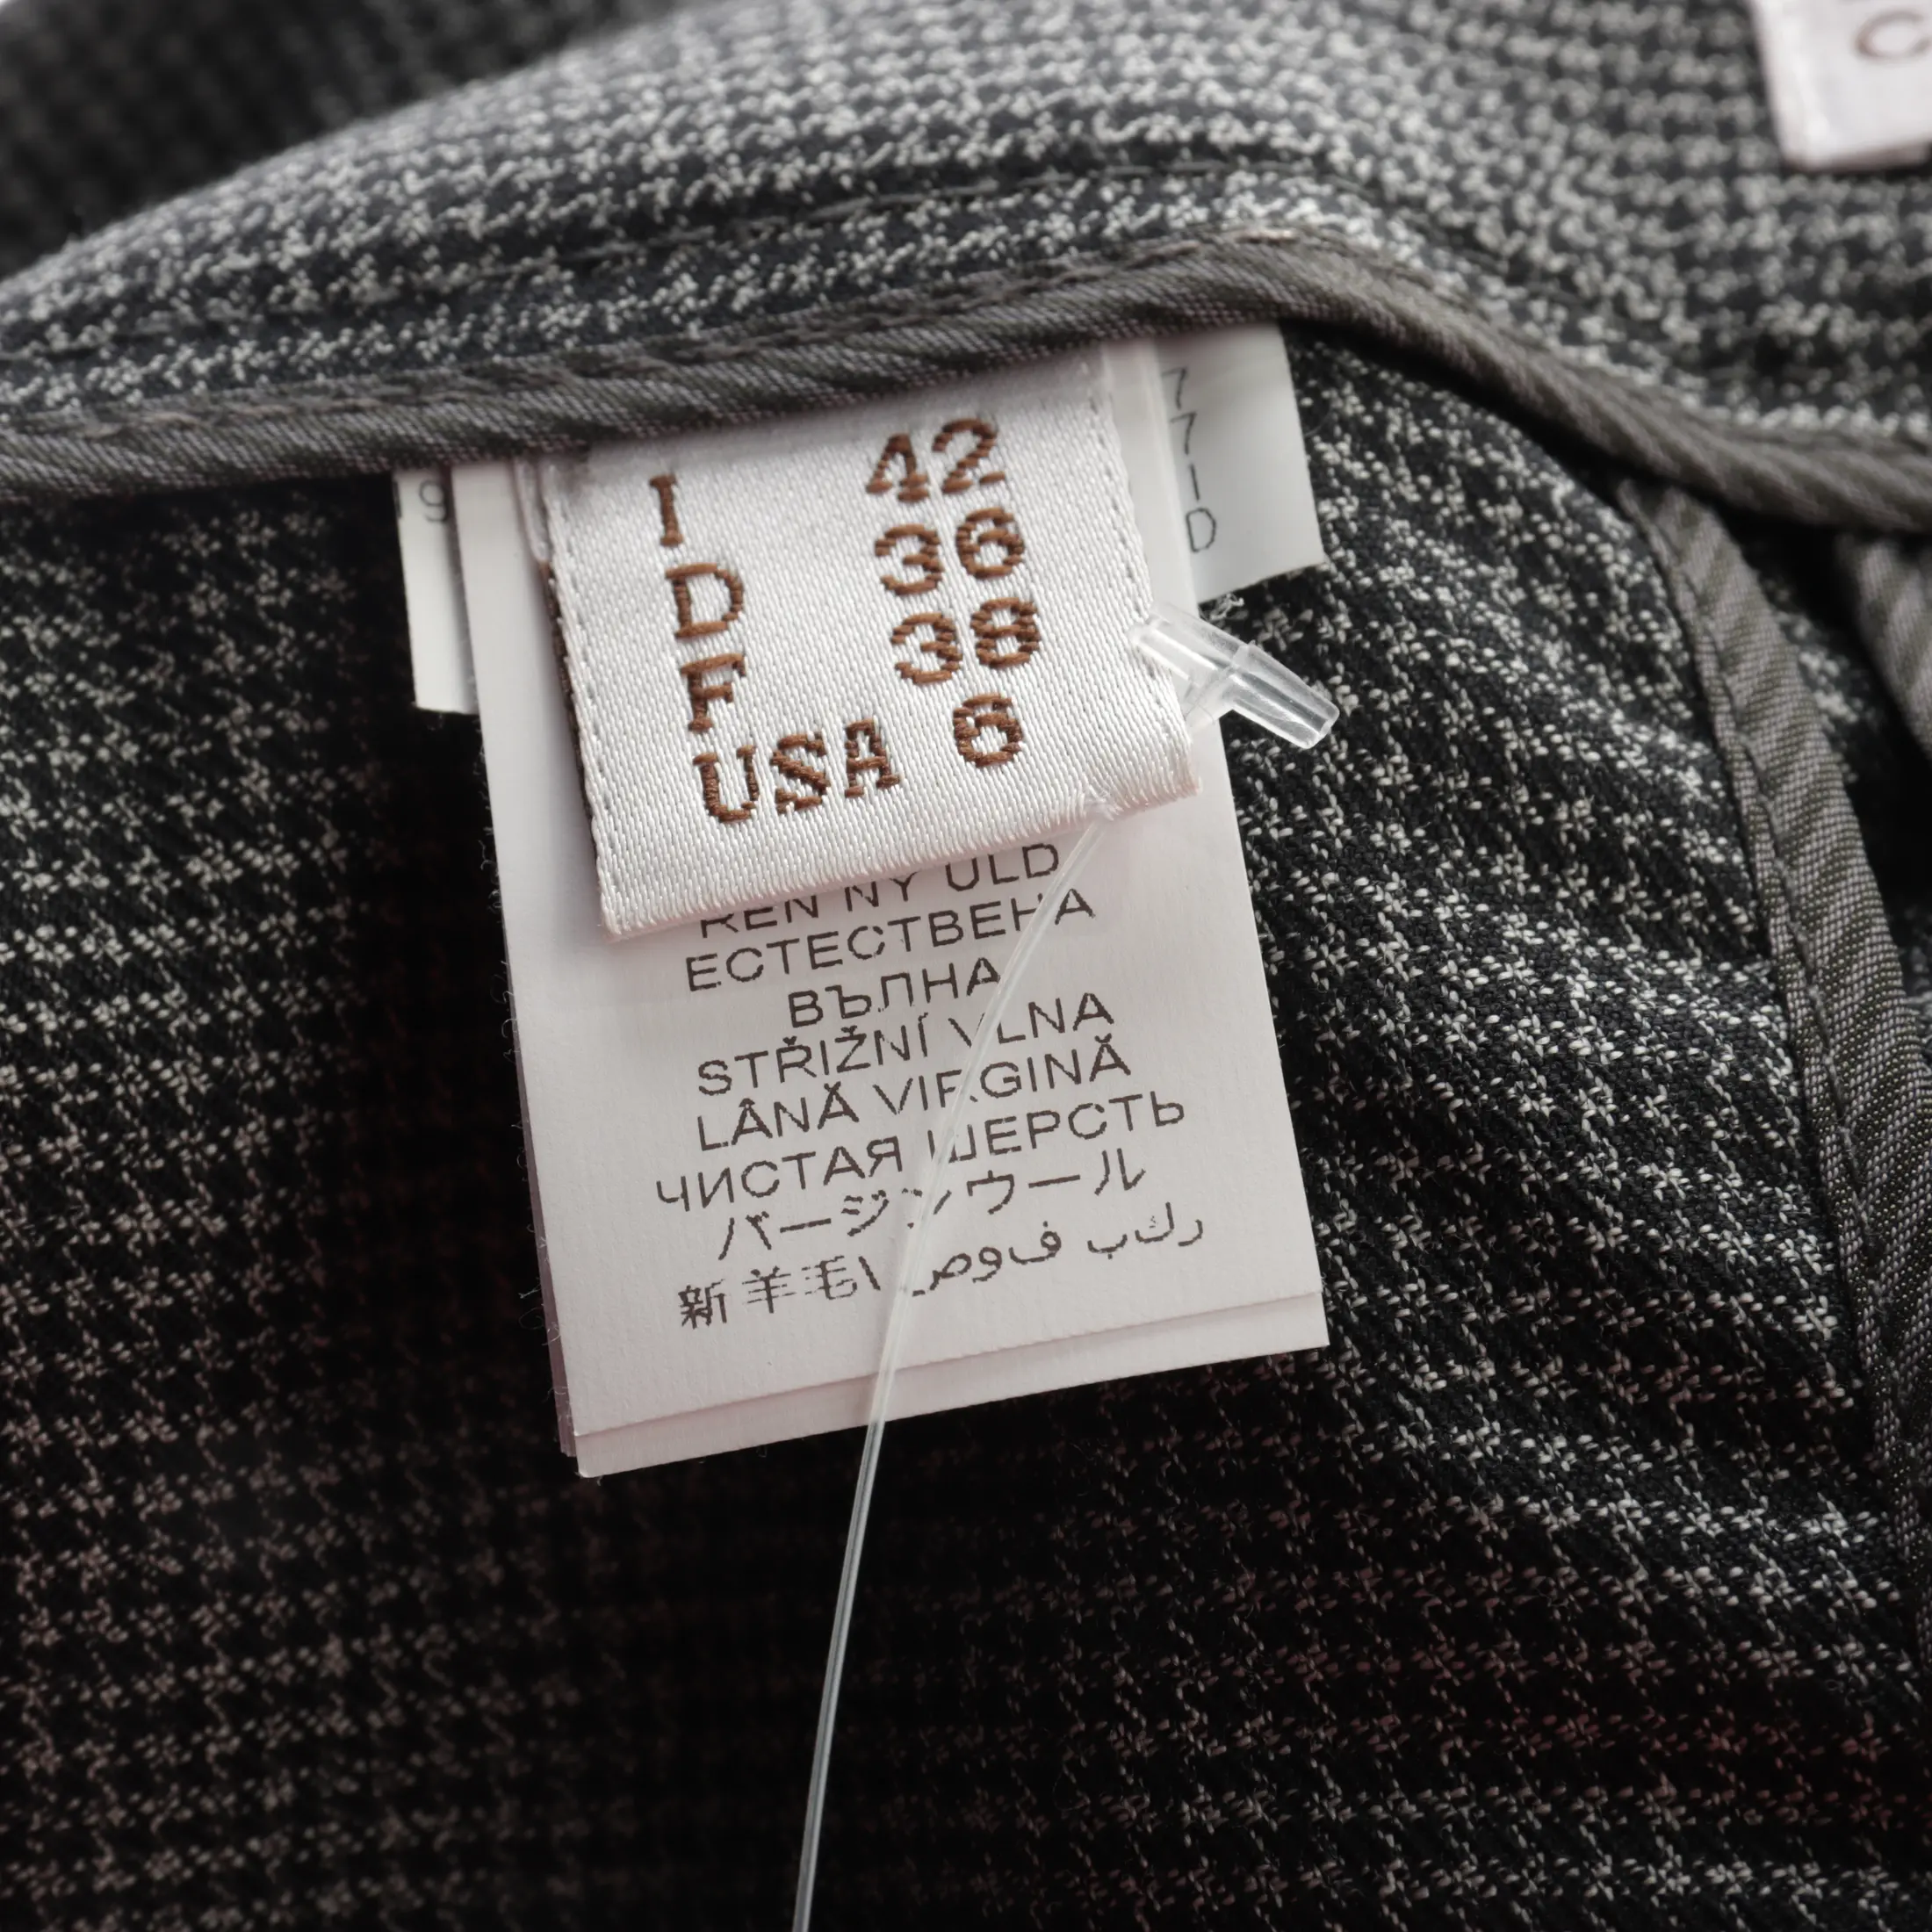 I 42
D 36
F 38
USA 6
REN NY ULD
ЕСТЕСТВЕНА
ВЪЛНА
STŘIŽNÍ VLNA
LÂNĂ VIRGINĂ
ЧИСТАЯ ШЕРСТЬ
バージンウール
新羊毛\